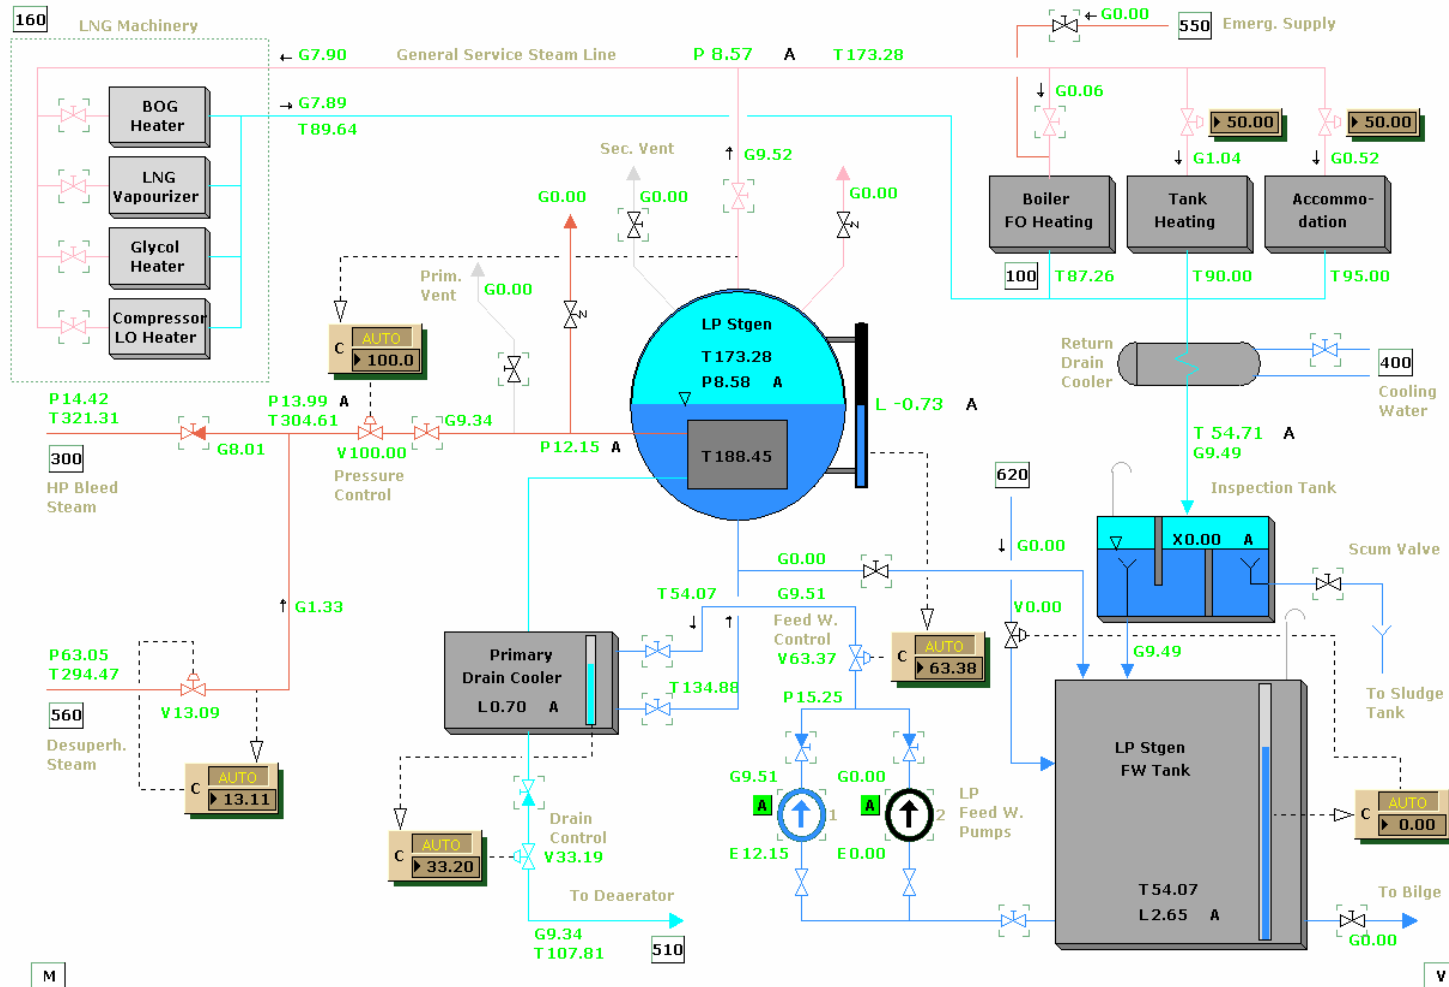 160
LNG Machinery
G0.00
550
Emerg. Supply
G7.90
General Service Steam Line
P 8.57 A
T173.28
BOG
Heater
G7.89
T89.64
G0.06
50.00
50.00
Sec. Vent
G9.52
G1.04
G0.52
LNG
Vapourizer
G0.00
G0.00
G0.00
Boiler
FO Heating
Tank
Heating
Accommo-
dation
Glycol
Heater
Prim.
Vent
G0.00
100
T87.26
T90.00
T95.00
Compressor
LO Heater
C
AUTO
100.0
LP Stgen
T173.28
P8.58 A
Return
Drain
Cooler
400
Cooling
Water
P14.42
T321.31
P13.99 A
T304.61
G9.34
L -0.73 A
G8.01
V100.00
P12.15 A
T188.45
T 54.71 A
G9.49
300
HP Bleed
Steam
Pressure
Control
620
Inspection Tank
G0.00
X0.00 A
Scum Valve
G0.00
T54.07
G9.51
G1.33
V0.00
Feed W.
Control
V63.37
C
AUTO
63.38
G9.49
P63.05
T294.47
Primary
Drain Cooler
L0.70 A
T134.88
P15.25
To Sludge
Tank
V13.09
560
Desuperh.
Steam
C
AUTO
13.11
LP Stgen
FW Tank
G9.51
G0.00
A
1
A
2
LP
Feed W.
Pumps
C
AUTO
0.00
Drain
Control
V33.19
C
AUTO
33.20
E12.15
E0.00
To Deaerator
T54.07
L2.65 A
To Bilge
G9.34
T107.81
510
G0.00
M
V